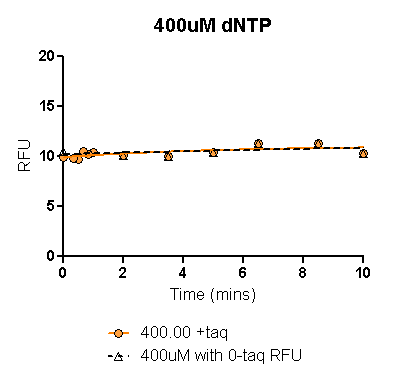 400uM dNTP
20
15
10
5
0
RFU
0 2 4 6 8 10
Time (mins)
400.00 +taq
400uM with 0-taq RFU